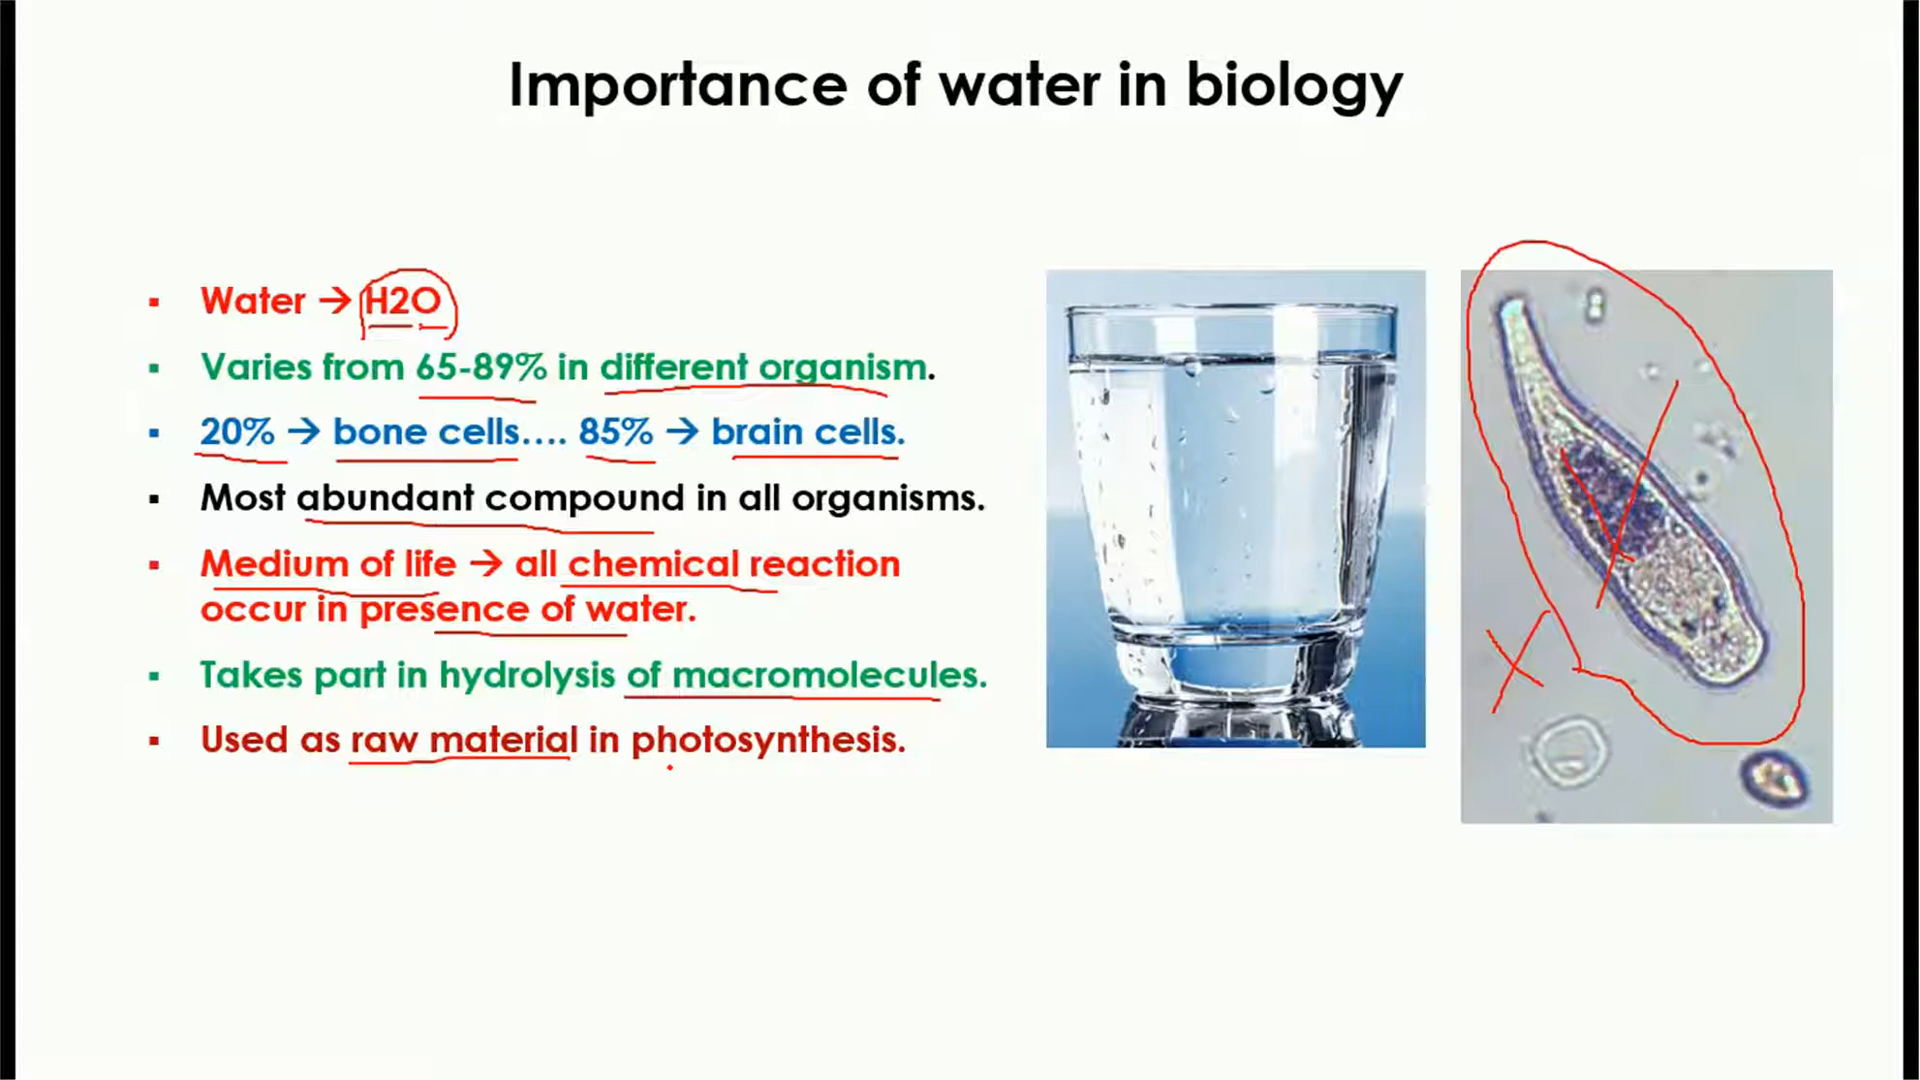 Importance of water in biology
▪ Water → H2O
▪ Varies from 65-89% in different organism.
▪ 20% → bone cells.... 85% → brain cells.
▪ Most abundant compound in all organisms.
▪ Medium of life → all chemical reaction
occur in presence of water.
▪ Takes part in hydrolysis of macromolecules.
▪ Used as raw material in photosynthesis.